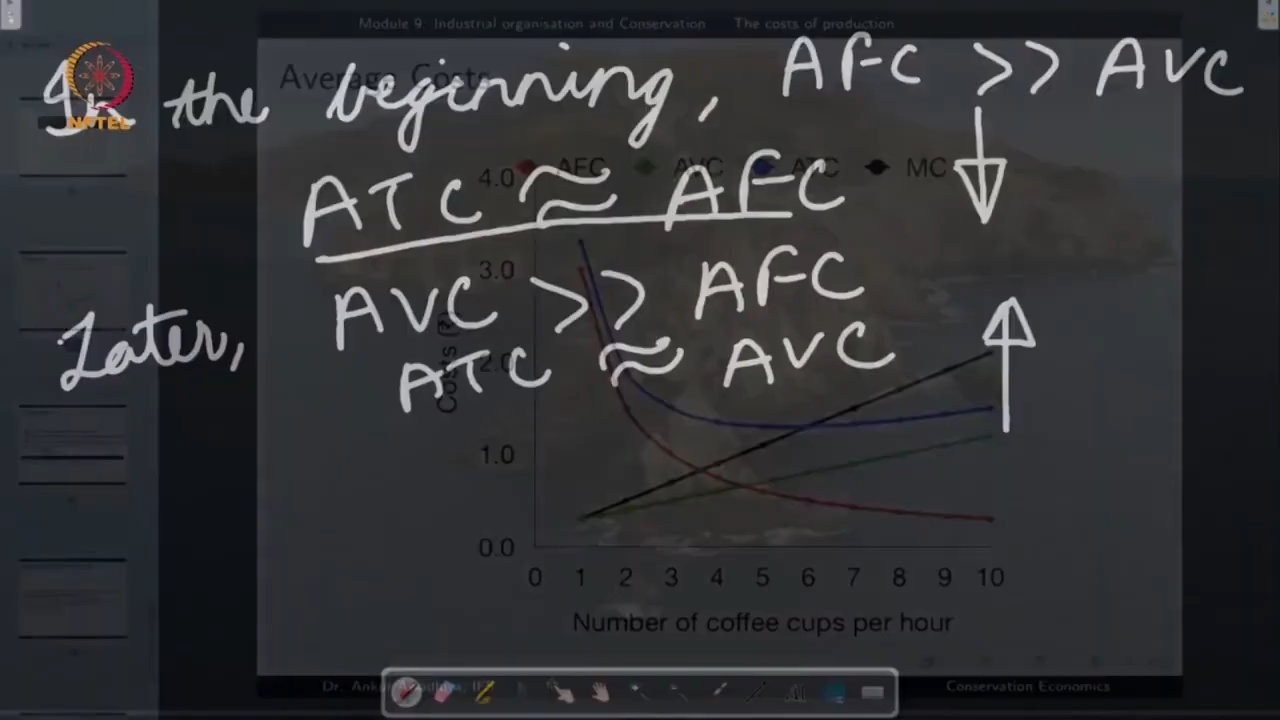 Module 9: Industrial organisation and Conservation The costs of production
Average Costs
In the beginning, AFC >> AVC
NPTEL
AFC AVC ATC MC
ATC ≈ AFC
Later, AVC >> AFC
ATC ≈ AVC
Costs (₹)
4.0
3.0
2.0
1.0
0.0
0 1 2 3 4 5 6 7 8 9 10
Number of coffee cups per hour
Dr. Conservation Economics